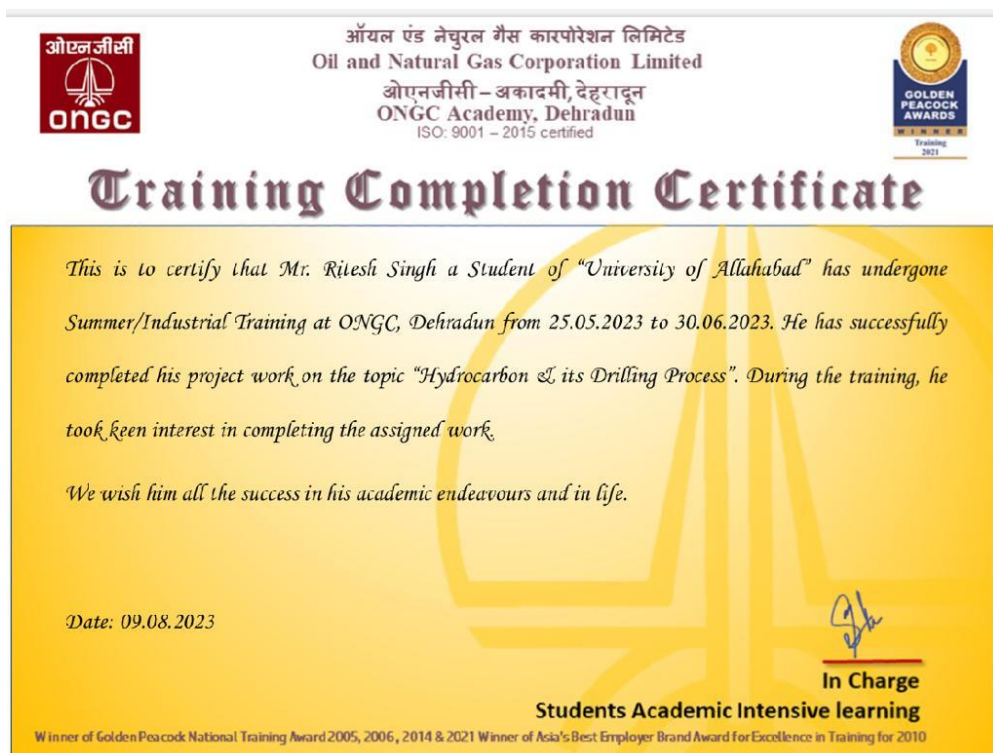 ओएनजीसी
ONGC
ऑयल एंड नेचुरल गैस कारपोरेशन लिमिटेड
Oil and Natural Gas Corporation Limited
ओएनजीसी – अकादमी, देहरादून
ONGC Academy, Dehradun
ISO: 9001 – 2015 certified
GOLDEN
PEACOCK
AWARDS
WINNER
Training
2021
Training Completion Certificate
This is to certify that Mr. Ritesh Singh a Student of “University of Allahabad” has undergone
Summer/Industrial Training at ONGC, Dehradun from 25.05.2023 to 30.06.2023. He has successfully
completed his project work on the topic “Hydrocarbon & its Drilling Process”. During the training, he
took keen interest in completing the assigned work.
We wish him all the success in his academic endeavours and in life.
Date: 09.08.2023
In Charge
Students Academic Intensive learning
Winner of Golden Peacock National Training Award 2005, 2006, 2014 & 2021 Winner of Asia's Best Employer Brand Award for Excellence in Training for 2010